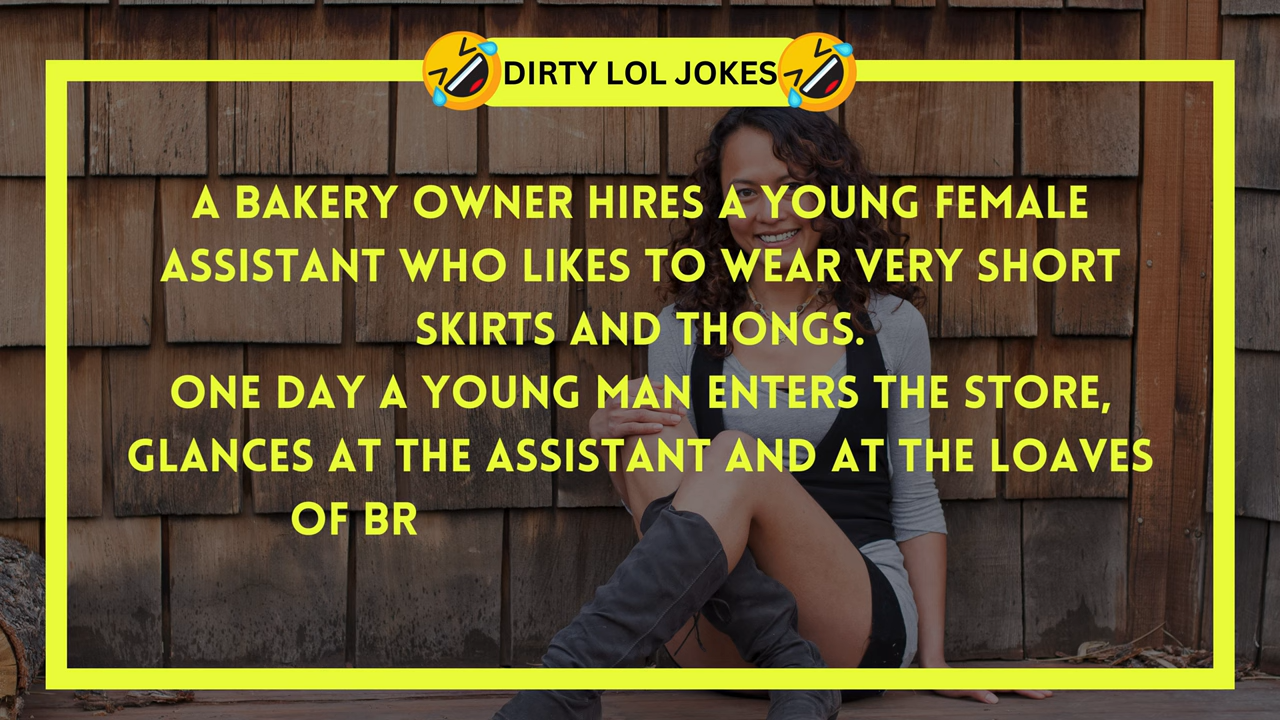 DIRTY LOL JOKES
A BAKERY OWNER HIRES A YOUNG FEMALE
ASSISTANT WHO LIKES TO WEAR VERY SHORT
SKIRTS AND THONGS.
ONE DAY A YOUNG MAN ENTERS THE STORE,
GLANCES AT THE ASSISTANT AND AT THE LOAVES
OF BR